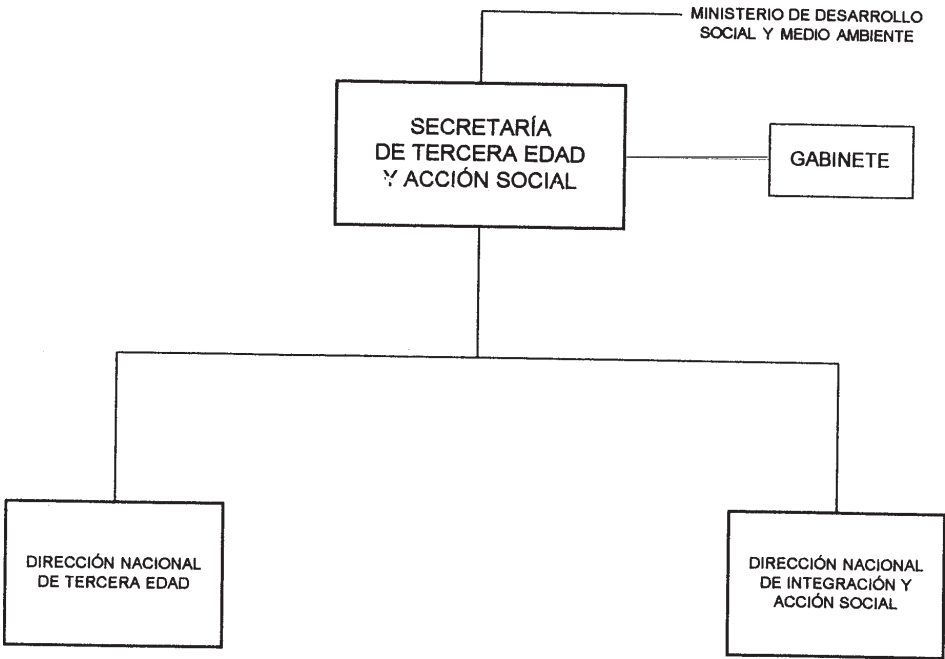 MINISTERIO DE DESARROLLO
SOCIAL Y MEDIO AMBIENTE
SECRETARÍA
DE TERCERA EDAD
Y ACCIÓN SOCIAL
GABINETE
DIRECCIÓN NACIONAL
DE TERCERA EDAD
DIRECCIÓN NACIONAL
DE INTEGRACIÓN Y
ACCIÓN SOCIAL